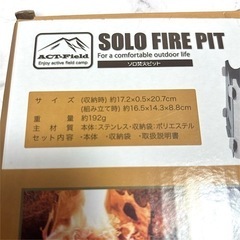 ACT-Field
Enjoy active field camp
SOLO FIRE PIT
For a comfortable outdoor life
ソロ焚火ピット
サイズ (収納時)約17.2×0.5×20.7cm
(組み立て時)約16.5×14.3×8.8cm
重量 約192g
主材質 本体:ステンレス・収納袋:ポリエステル
セット内容 ・本体 ・収納袋 ・取扱説明書